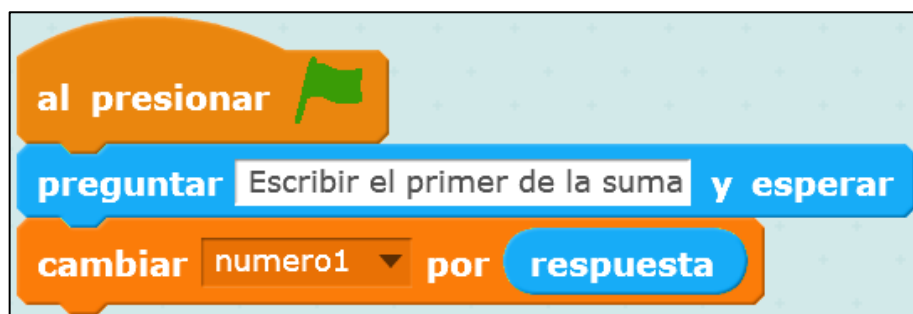 al presionar
preguntar Escribir el primer de la suma y esperar
cambiar numero1 por respuesta